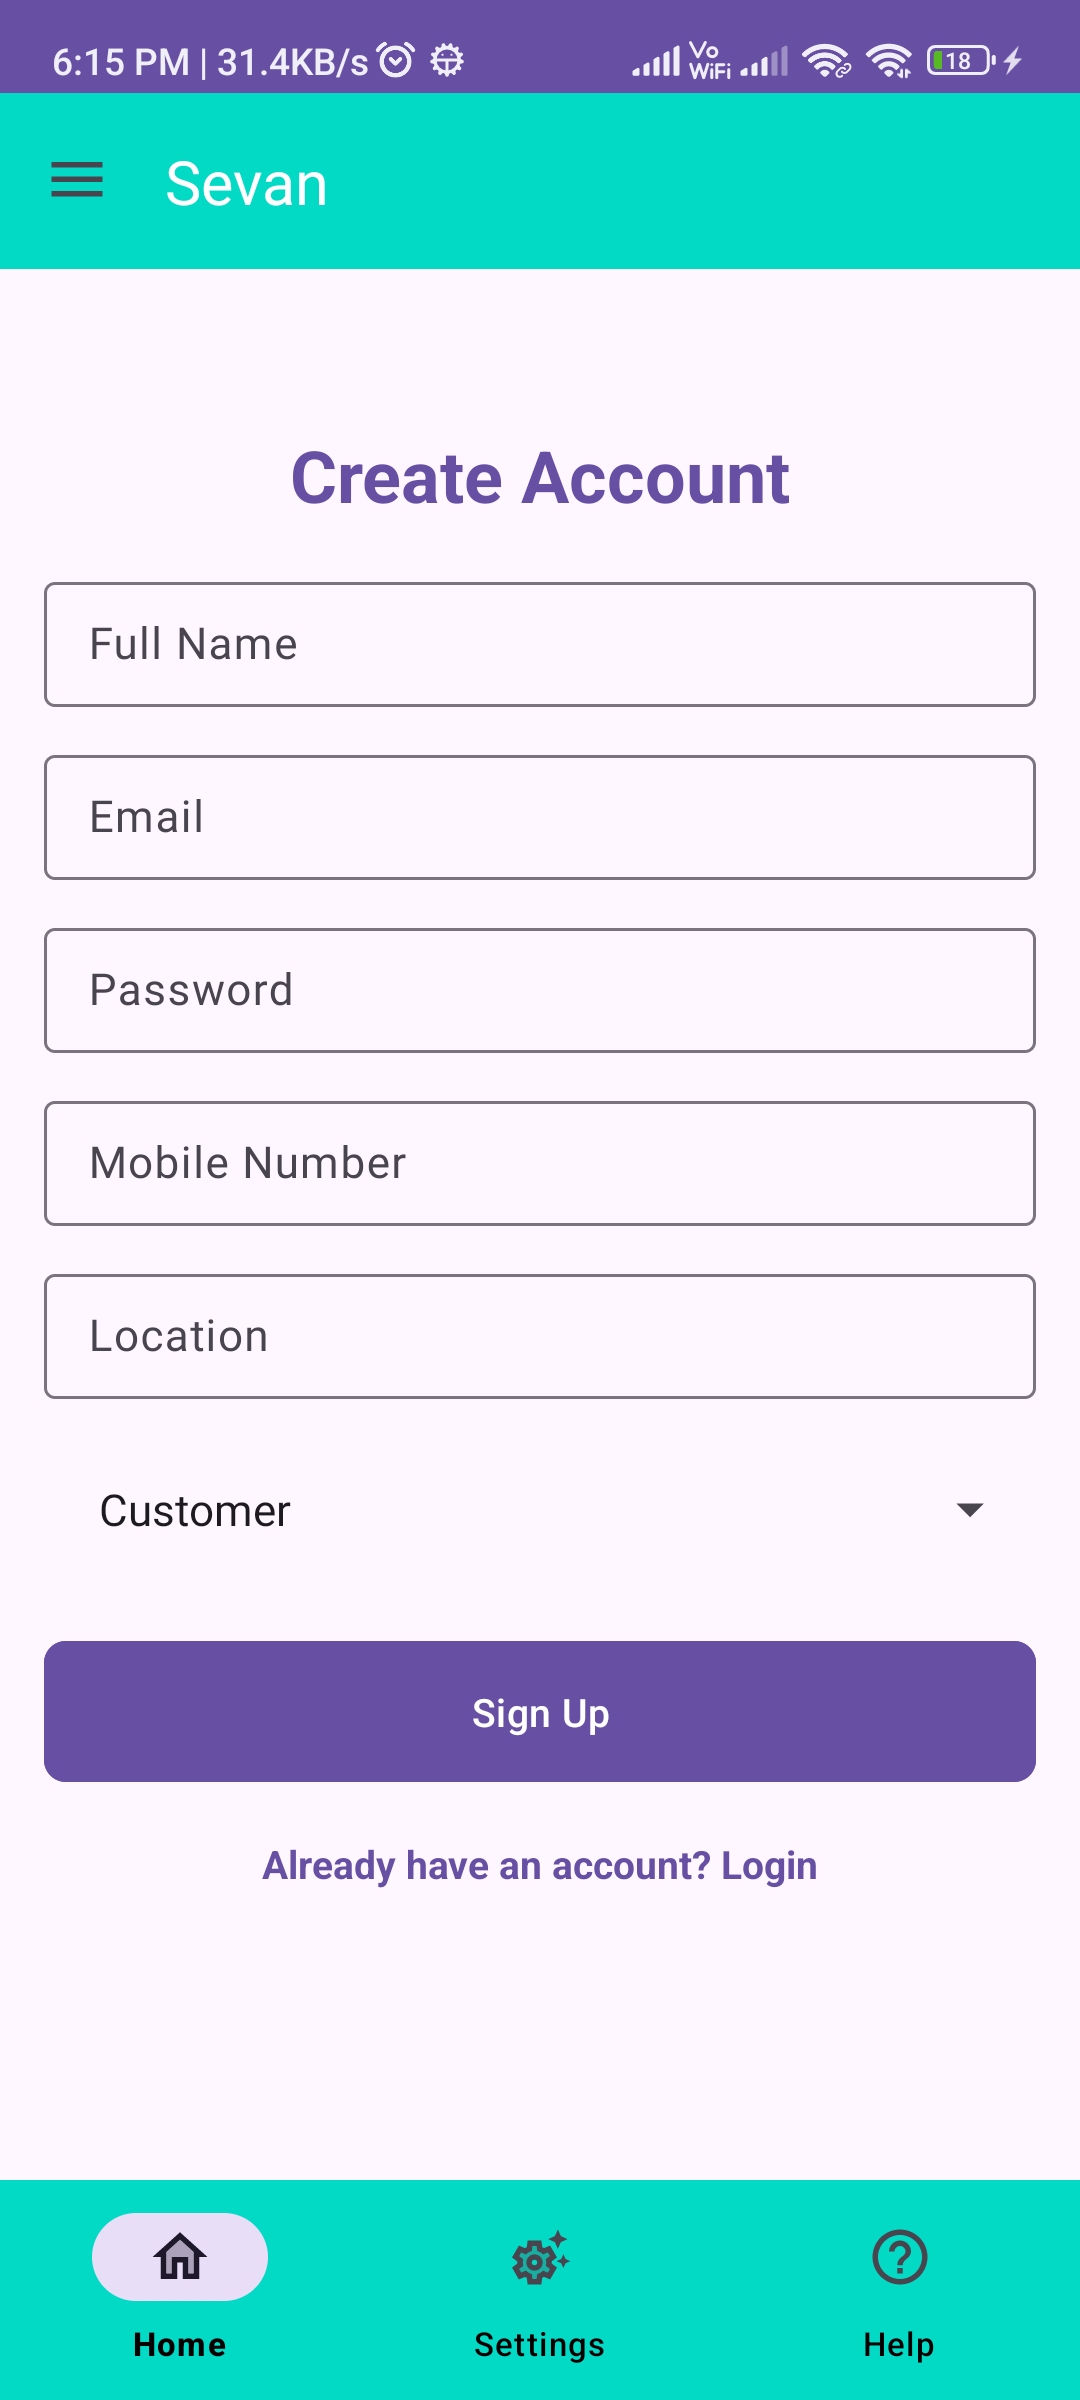 6:15 PM | 31.4KB/s Vo WiFi 18
Sevan
Create Account
Full Name
Email
Password
Mobile Number
Location
Customer
Sign Up
Already have an account? Login
Home Settings Help